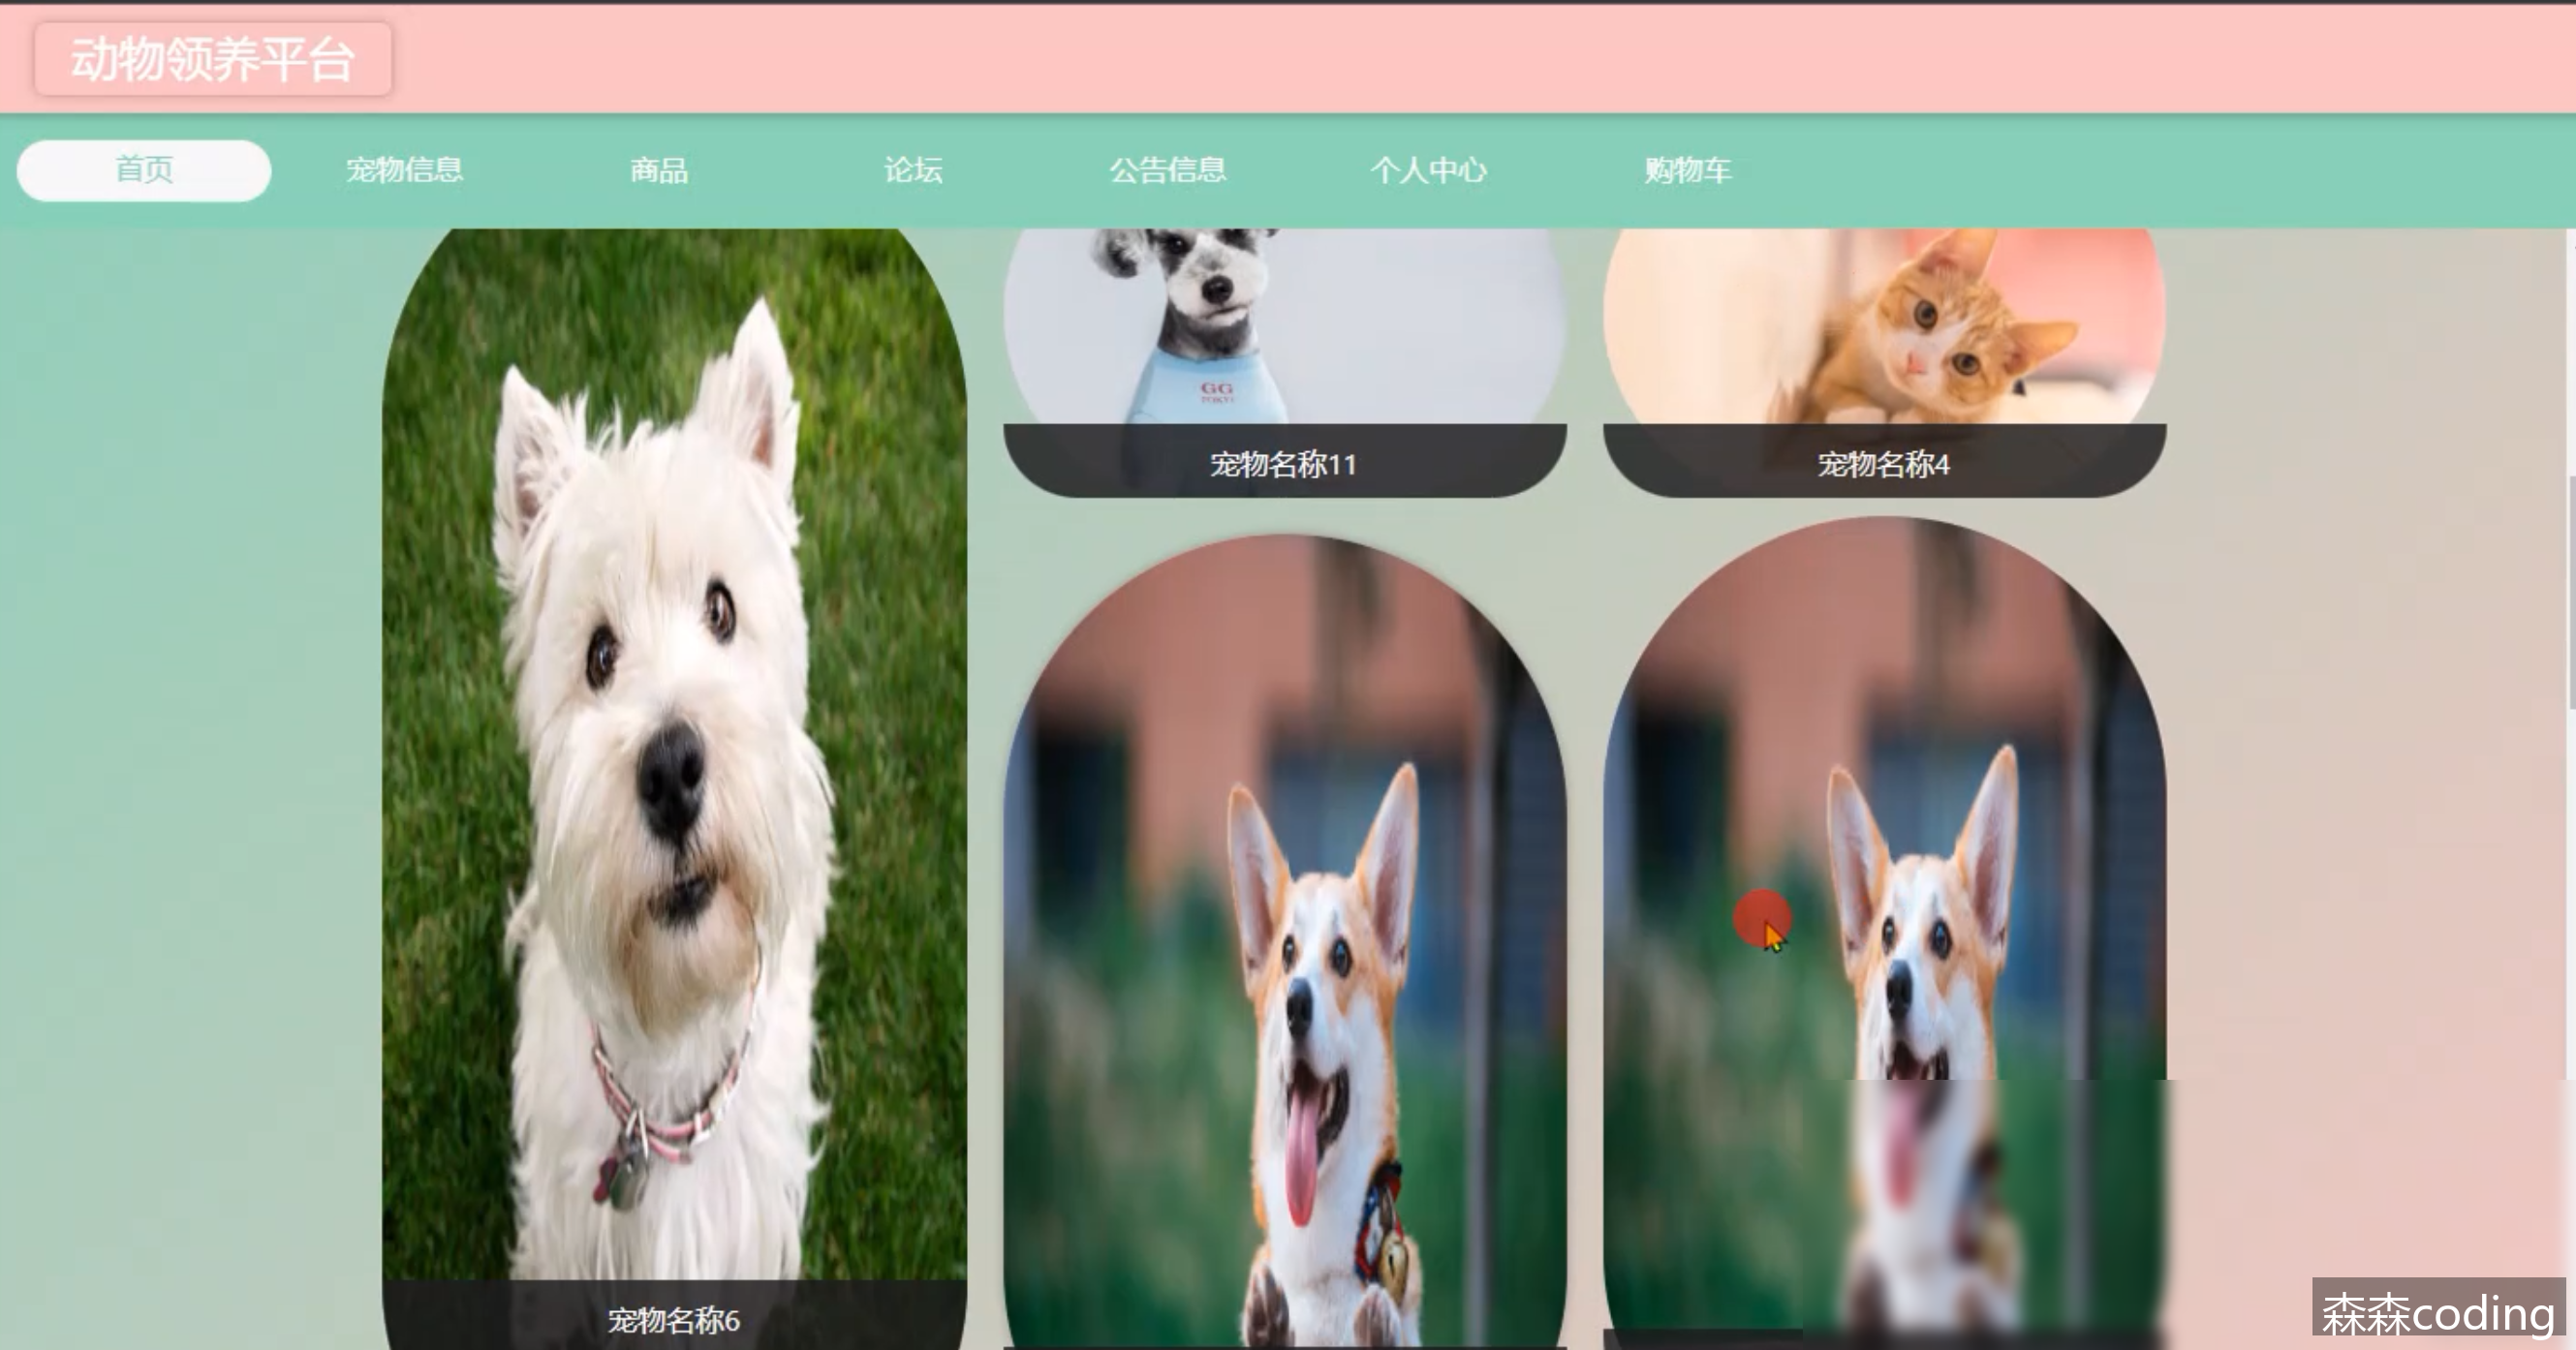 动物领养平台
首页
宠物信息
商品
论坛
公告信息
个人中心
购物车
GG
TOKYO
宠物名称11
宠物名称4
宠物名称6
森森coding